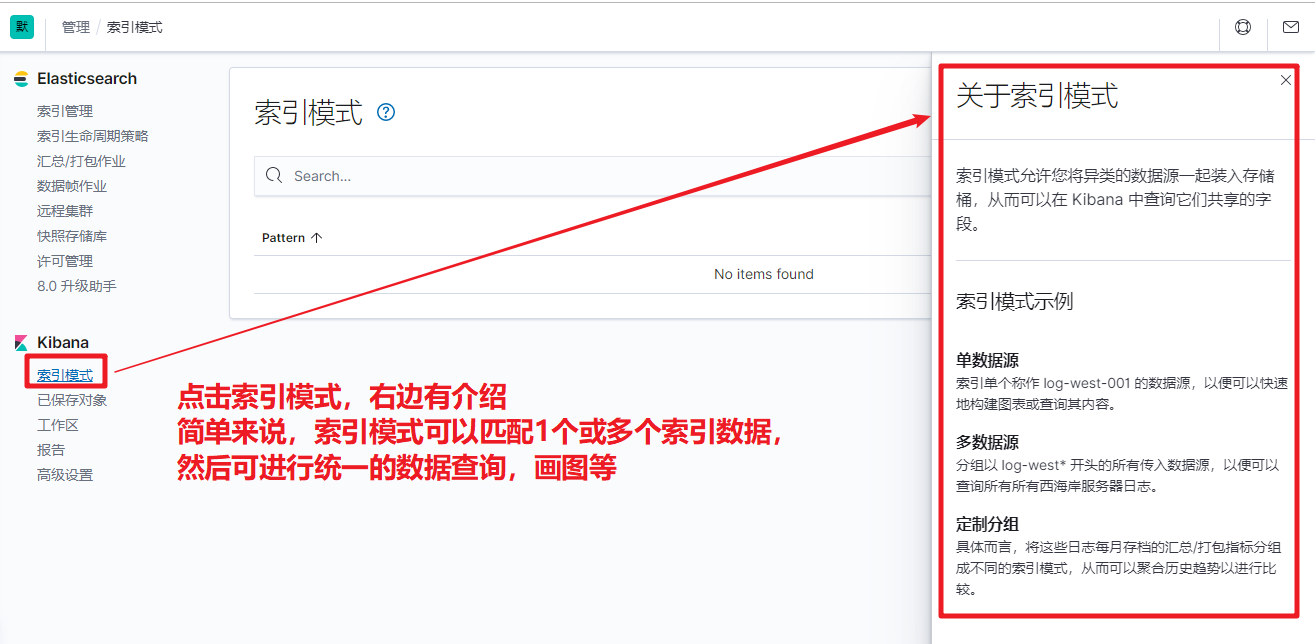 默
管理 / 索引模式
Elasticsearch
索引管理
索引生命周期策略
汇总/打包作业
数据帧作业
远程集群
快照存储库
许可管理
8.0 升级助手
Kibana
索引模式
已保存对象
工作区
报告
高级设置
索引模式 ?
Search...
Pattern ↑
No items found
点击索引模式，右边有介绍
简单来说，索引模式可以匹配1个或多个索引数据，
然后可进行统一的数据查询，画图等
关于索引模式
索引模式允许您将异类的数据源一起装入存储
桶，从而可以在 Kibana 中查询它们共享的字
段。
索引模式示例
单数据源
索引单个称作 log-west-001 的数据源，以便可以快速
地构建图表或查询其内容。
多数据源
分组以 log-west* 开头的所有传入数据源，以便可以
查询所有所有西海岸服务器日志。
定制分组
具体而言，将这些日志每月存档的汇总/打包指标分组
成不同的索引模式，从而可以聚合历史趋势以进行比
较。